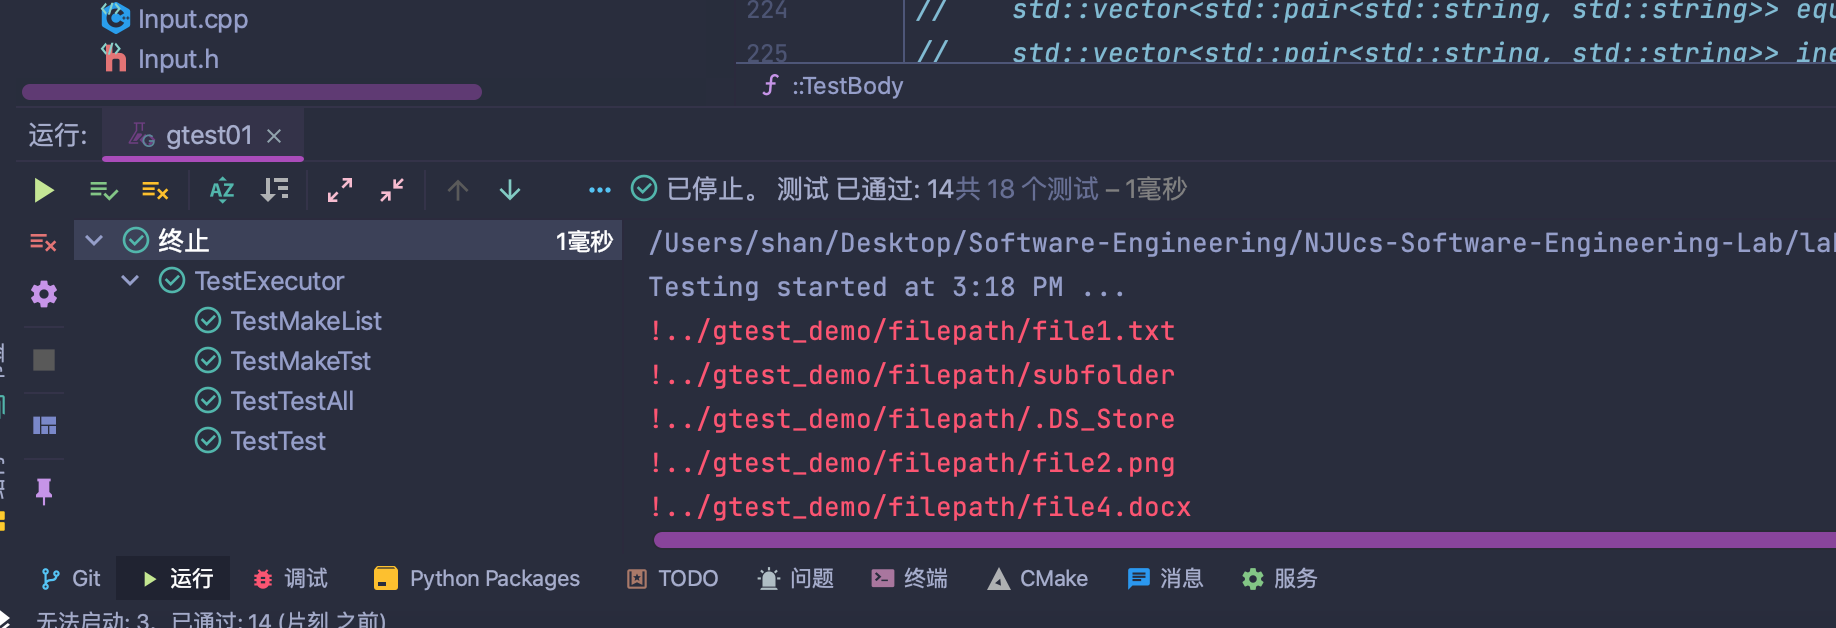 Input.cpp
Input.h
224 // std::vector<std::pair<std::string, std::string>> equ
225 // std::vector<std::pair<std::string, std::string>> ine
::TestBody
运行:
gtest01
已停止。 测试 已通过: 14共 18 个测试 – 1毫秒
终止 1毫秒
TestExecutor
TestMakeList
TestMakeTst
TestTestAll
TestTest
/Users/shan/Desktop/Software-Engineering/NJUcs-Software-Engineering-Lab/lab
Testing started at 3:18 PM ...
!../gtest_demo/filepath/file1.txt
!../gtest_demo/filepath/subfolder
!../gtest_demo/filepath/.DS_Store
!../gtest_demo/filepath/file2.png
!../gtest_demo/filepath/file4.docx
Git 运行 调试 Python Packages TODO 问题 终端 CMake 消息 服务
无法启动: 3，已通过: 14 (片刻 之前)